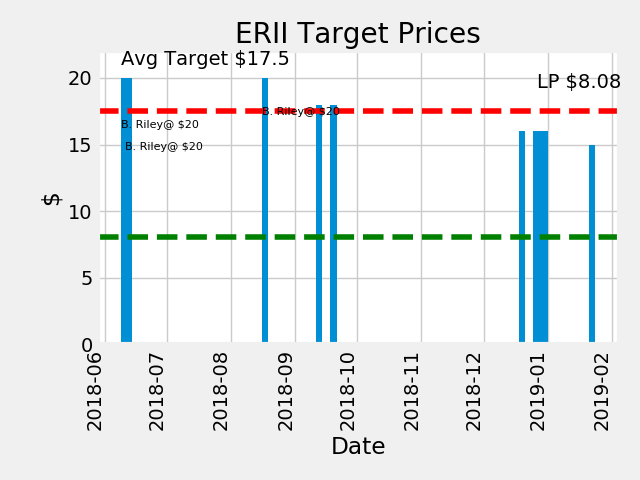 ERII Target Prices
Avg Target $17.5
LP $8.08
B. Riley@ $20
B. Riley@ $20
B. Riley@ $20
$
20
15
10
5
0
2018-06
2018-07
2018-08
2018-09
2018-10
2018-11
2018-12
2019-01
2019-02
Date